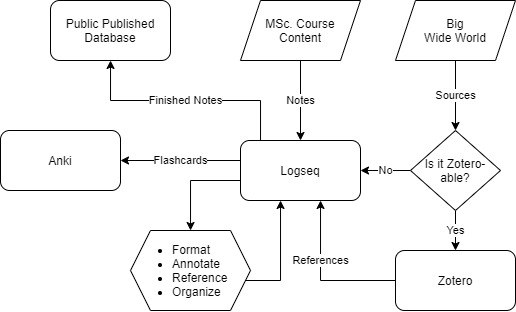 Public Published
Database
MSc. Course
Content
Big
Wide World
Finished Notes
Notes
Sources
Anki
Flashcards
Logseq
No
Is it Zotero-
able?
Yes
• Format
• Annotate
• Reference
• Organize
References
Zotero